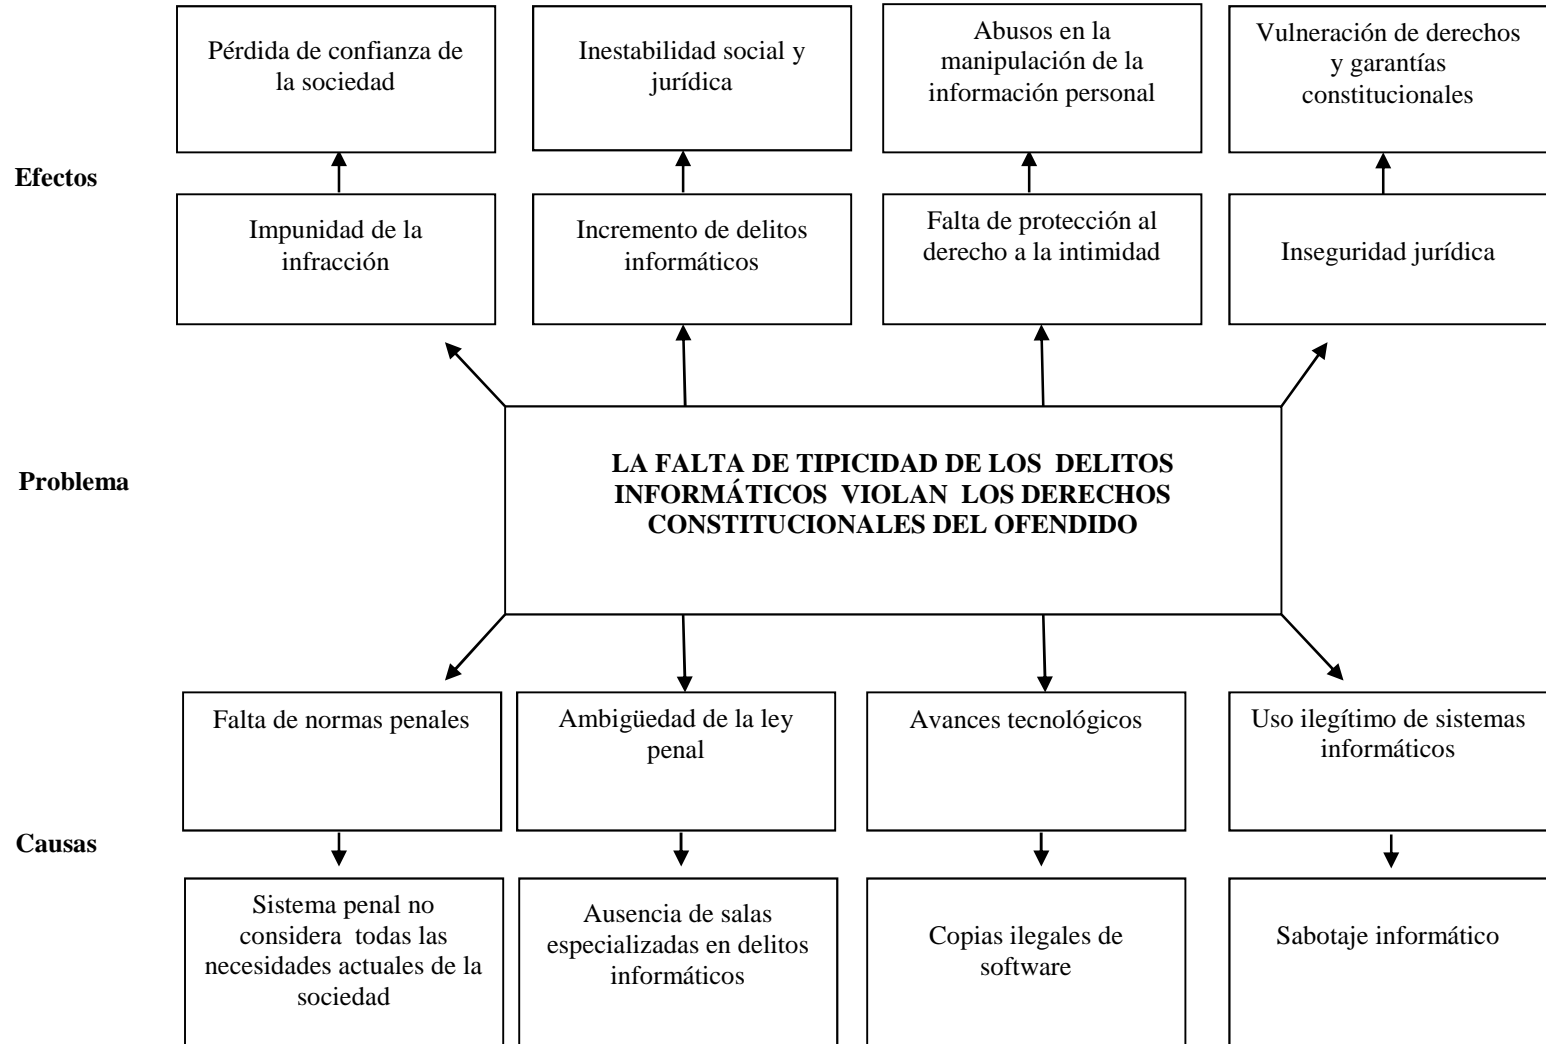 Pérdida de confianza de
la sociedad
Inestabilidad social y
jurídica
Abusos en la
manipulación de la
información personal
Vulneración de derechos
y garantías
constitucionales
Efectos
Impunidad de la
infracción
Incremento de delitos
informáticos
Falta de protección al
derecho a la intimidad
Inseguridad jurídica
Problema
LA FALTA DE TIPICIDAD DE LOS DELITOS
INFORMÁTICOS VIOLAN LOS DERECHOS
CONSTITUCIONALES DEL OFENDIDO
Falta de normas penales
Ambigüedad de la ley
penal
Avances tecnológicos
Uso ilegítimo de sistemas
informáticos
Causas
Sistema penal no
considera todas las
necesidades actuales de la
sociedad
Ausencia de salas
especializadas en delitos
informáticos
Copias ilegales de
software
Sabotaje informático